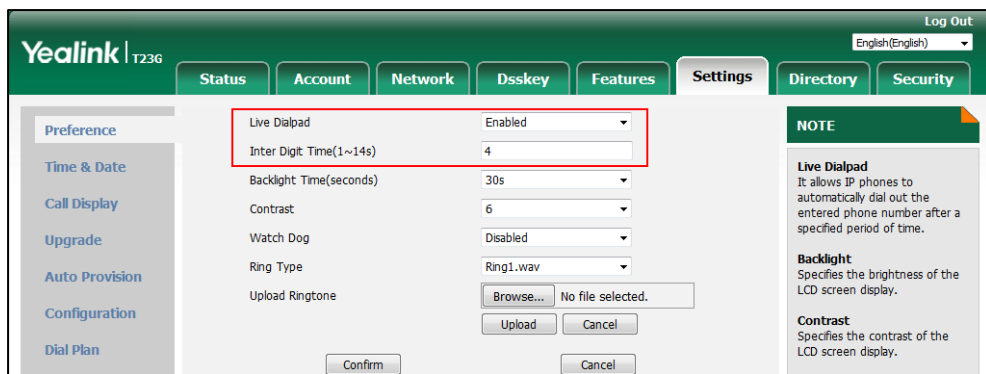 Log Out
Yealink T23G
English(English)
Status Account Network Dsskey Features Settings Directory Security
Preference
Time & Date
Call Display
Upgrade
Auto Provision
Configuration
Dial Plan
Live Dialpad Enabled
Inter Digit Time(1~14s) 4
Backlight Time(seconds) 30s
Contrast 6
Watch Dog Disabled
Ring Type Ring1.wav
Upload Ringtone Browse... No file selected.
Upload Cancel
Confirm Cancel
NOTE
Live Dialpad
It allows IP phones to
automatically dial out the
entered phone number after a
specified period of time.
Backlight
Specifies the brightness of the
LCD screen display.
Contrast
Specifies the contrast of the
LCD screen display.